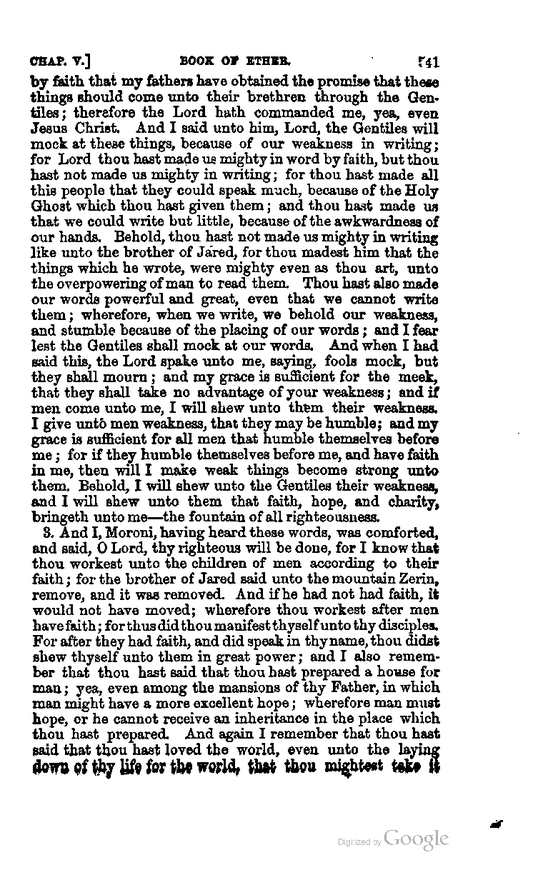 CHAP. V.] BOOK OF ETHER. 541
by faith that my fathers have obtained the promise that these
things should come unto their brethren through the Gen-
tiles; therefore the Lord hath commanded me, yea, even
Jesus Christ. And I said unto him, Lord, the Gentiles will
mock at these things, because of our weakness in writing;
for Lord thou hast made us mighty in word by faith, but thou
hast not made us mighty in writing; for thou hast made all
this people that they could speak much, because of the Holy
Ghost which thou hast given them; and thou hast made us
that we could write but little, because of the awkwardness of
our hands. Behold, thou hast not made us mighty in writing
like unto the brother of Jared, for thou madest him that the
things which he wrote, were mighty even as thou art, unto
the overpowering of man to read them. Thou hast also made
our words powerful and great, even that we cannot write
them; wherefore, when we write, we behold our weakness,
and stumble because of the placing of our words; and I fear
lest the Gentiles shall mock at our words. And when I had
said this, the Lord spake unto me, saying, fools mock, but
they shall mourn; and my grace is sufficient for the meek,
that they shall take no advantage of your weakness; and if
men come unto me, I will shew unto them their weakness.
I give unto men weakness, that they may be humble; and my
grace is sufficient for all men that humble themselves before
me; for if they humble themselves before me, and have faith
in me, then will I make weak things become strong unto
them. Behold, I will shew unto the Gentiles their weakness,
and I will shew unto them that faith, hope, and charity,
bringeth unto me—the fountain of all righteousness.
3. And I, Moroni, having heard these words, was comforted,
and said, O Lord, thy righteous will be done, for I know that
thou workest unto the children of men according to their
faith; for the brother of Jared said unto the mountain Zerin,
remove, and it was removed. And if he had not had faith, it
would not have moved; wherefore thou workest after men
have faith; for thus did thou manifest thyself unto thy disciples.
For after they had faith, and did speak in thy name, thou didst
shew thyself unto them in great power; and I also remem-
ber that thou hast said that thou hast prepared a house for
man; yea, even among the mansions of thy Father, in which
man might have a more excellent hope; wherefore man must
hope, or he cannot receive an inheritance in the place which
thou hast prepared. And again I remember that thou hast
said that thou hast loved the world, even unto the laying
down of thy life for the world, that thou mightest take it
Digitized by Google